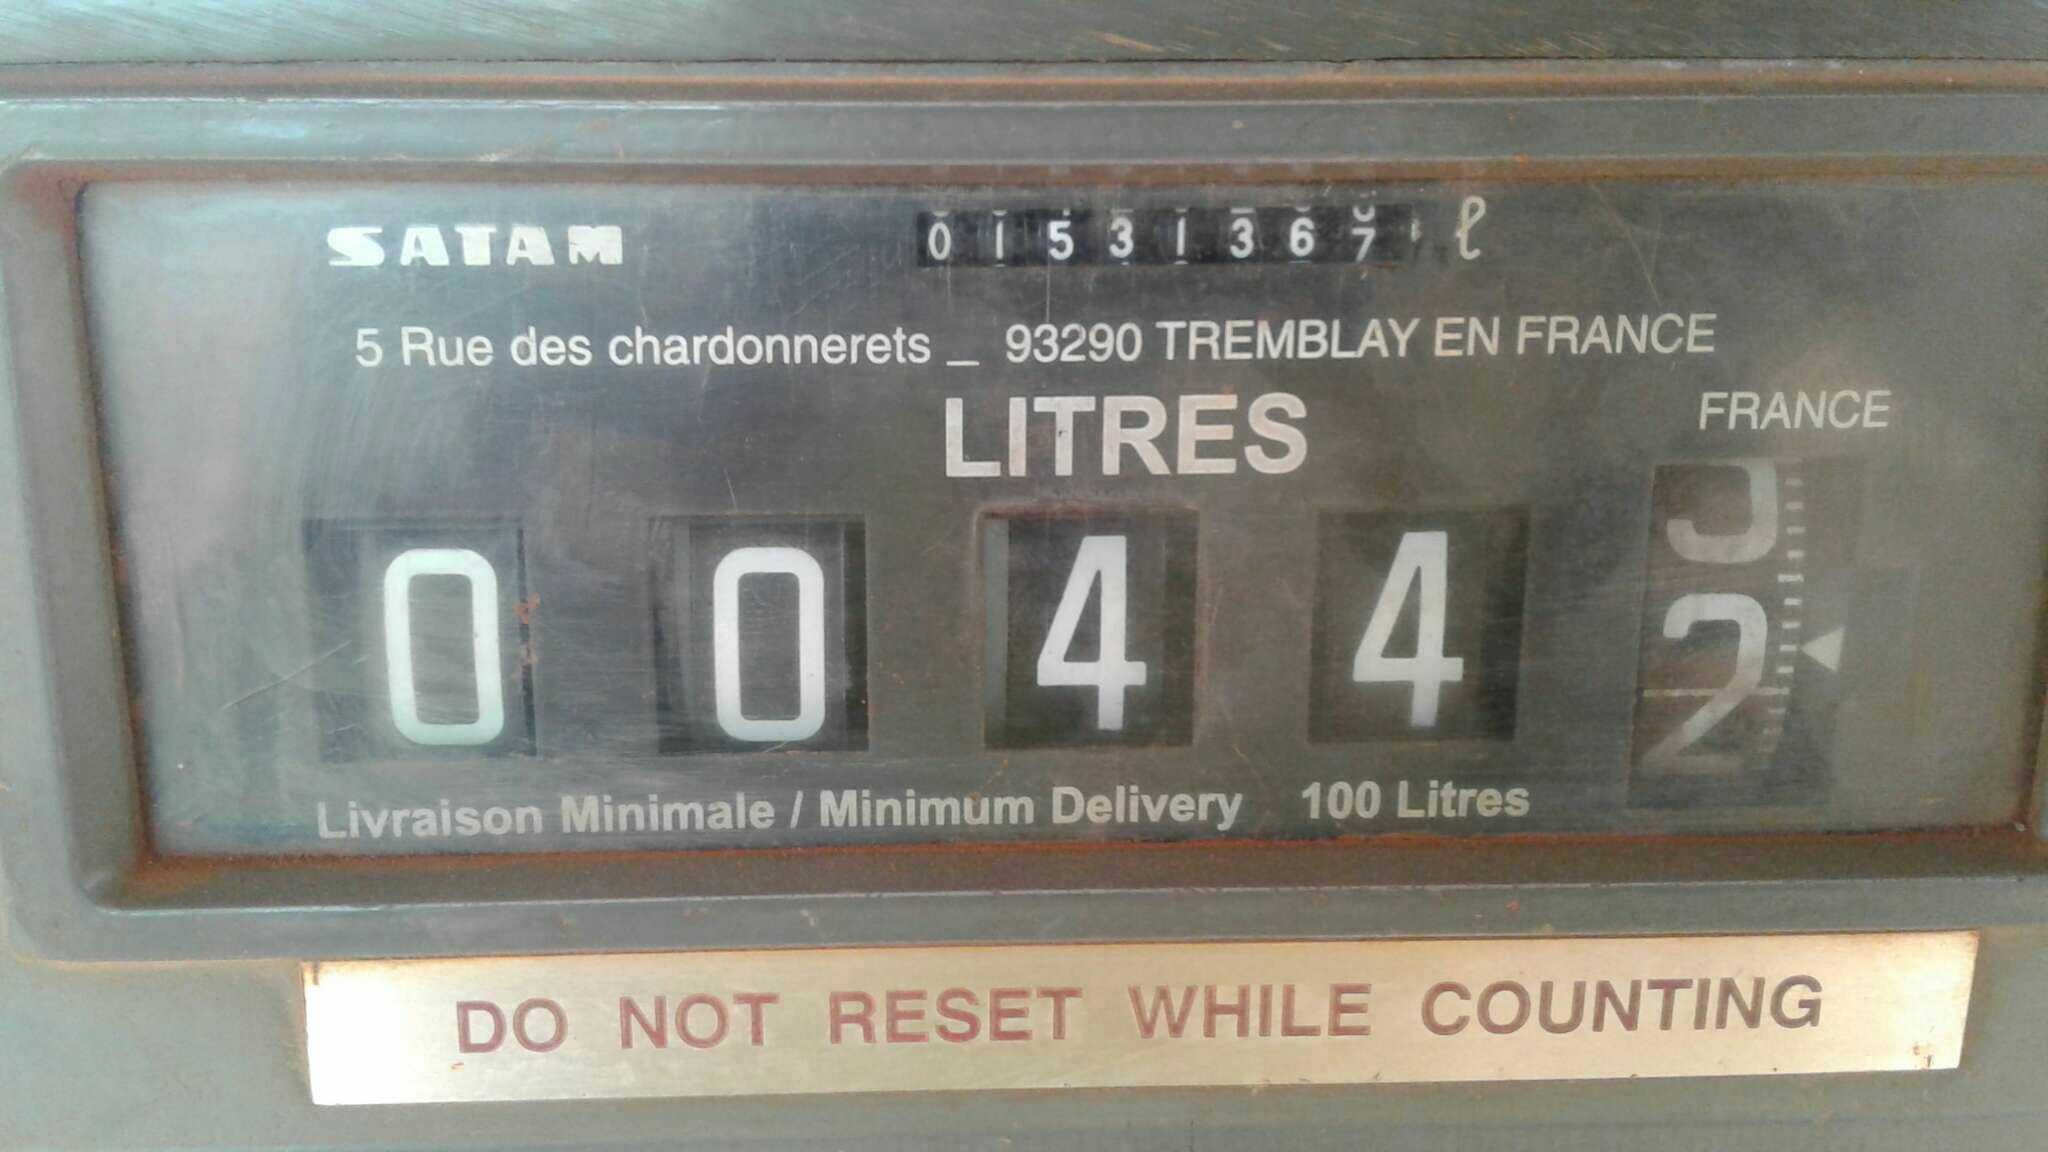 SATAM 01531367 ℓ
5 Rue des chardonnerets _ 93290 TREMBLAY EN FRANCE
LITRES
FRANCE
0 0 4 4 2
Livraison Minimale / Minimum Delivery 100 Litres
DO NOT RESET WHILE COUNTING